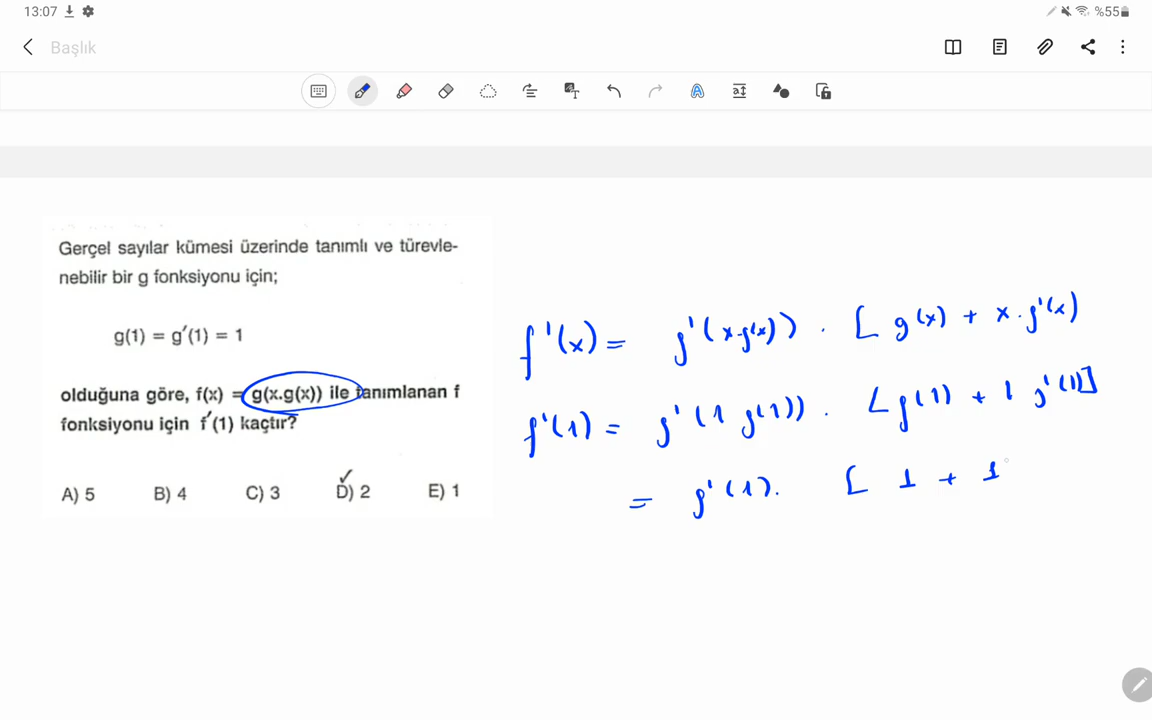 13:07 %55
Başlık
Gerçel sayılar kümesi üzerinde tanımlı ve türevle-
nebilir bir g fonksiyonu için;
g(1) = g′(1) = 1
olduğuna göre, f(x) = g(x.g(x)) ile tanımlanan f
fonksiyonu için f′(1) kaçtır?
A) 5 B) 4 C) 3 D) 2 E) 1
f'(x) = g'(x.g(x)) . [ g(x) + x . g'(x)
f'(1) = g'(1 g(1)) . [ g(1) + 1 g'(1)]
= g'(1). [ 1 + 1